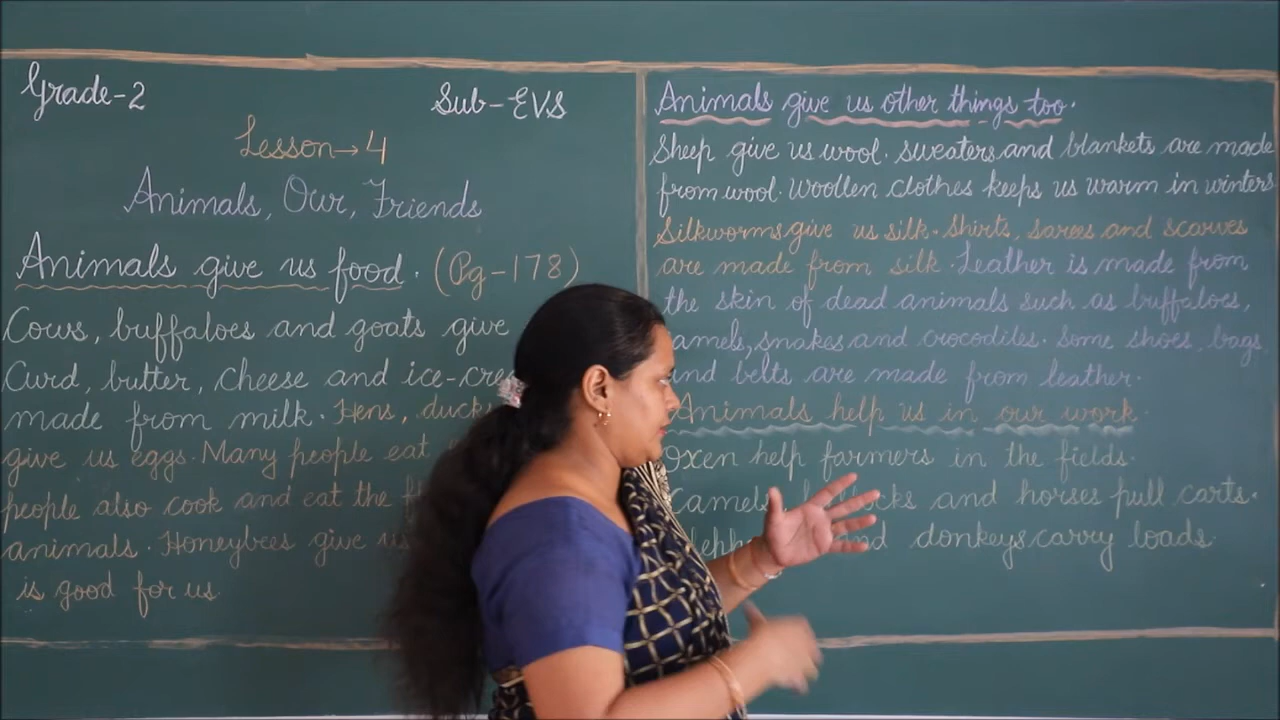 Grade-2
Sub-EVS
Lesson→4
Animals, Our, Friends
Animals give us food. (Pg-178)
Cows, buffaloes and goats give
Curd, butter, cheese and ice-cre
made from milk. Hens, duck
give us eggs. Many people eat
people also cook and eat the
animals. Honeybees give us
is good for us.
Animals give us other things too.
Sheep give us wool. sweaters and blankets are made
from wool. Woollen clothes keeps us warm in winters
Silkworms give us silk. Shirts, sarees and scarves
are made from silk. Leather is made from
the skin of dead animals such as buffaloes,
amels, snakes and crocodiles. Some shoes, bags
and belts are made from leather.
Animals help us in our work.
Oxen help farmers in the fields.
Camels, and horses pull carts.
and donkeys carry loads.